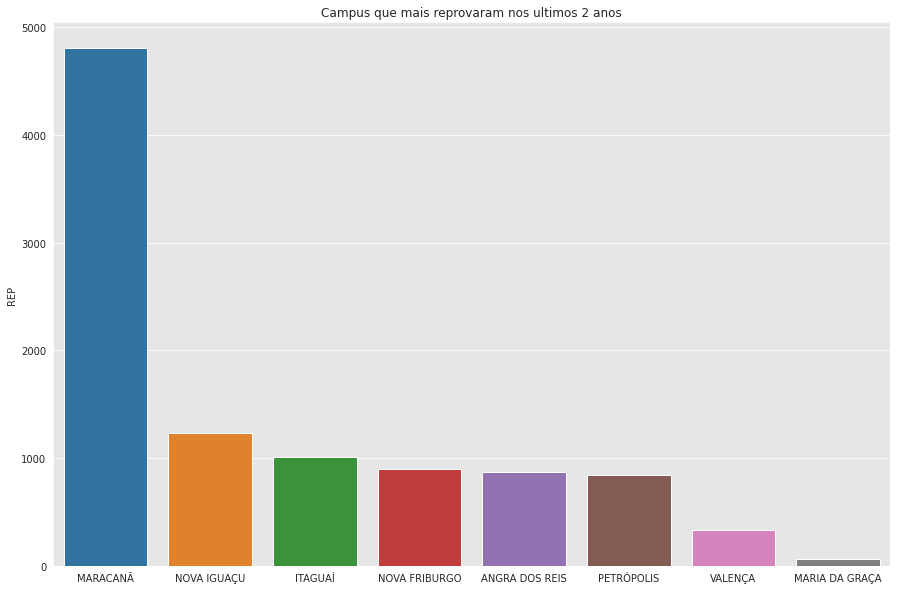 Campus que mais reprovaram nos ultimos 2 anos
5000
4000
3000
2000
1000
0
REP
MARACANÃ
NOVA IGUAÇU
ITAGUAÍ
NOVA FRIBURGO
ANGRA DOS REIS
PETRÓPOLIS
VALENÇA
MARIA DA GRAÇA